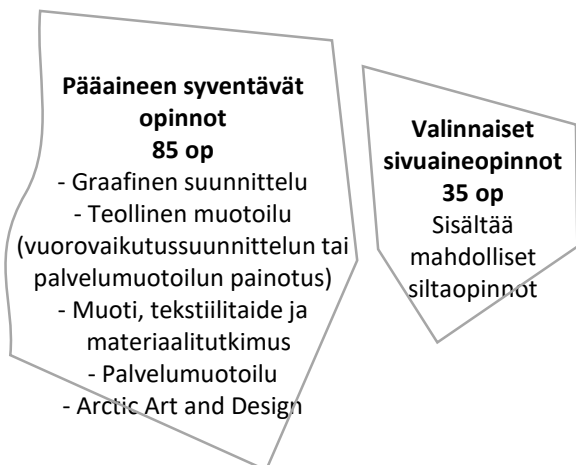 Pääaineen syventävät
opinnot
85 op
- Graafinen suunnittelu
- Teollinen muotoilu
(vuorovaikutussuunnittelun tai
palvelumuotoilun painotus)
- Muoti, tekstiilitaide ja
materiaalitutkimus
- Palvelumuotoilu
- Arctic Art and Design
Valinnaiset
sivuaineopinnot
35 op
Sisältää
mahdolliset
siltaopinnot